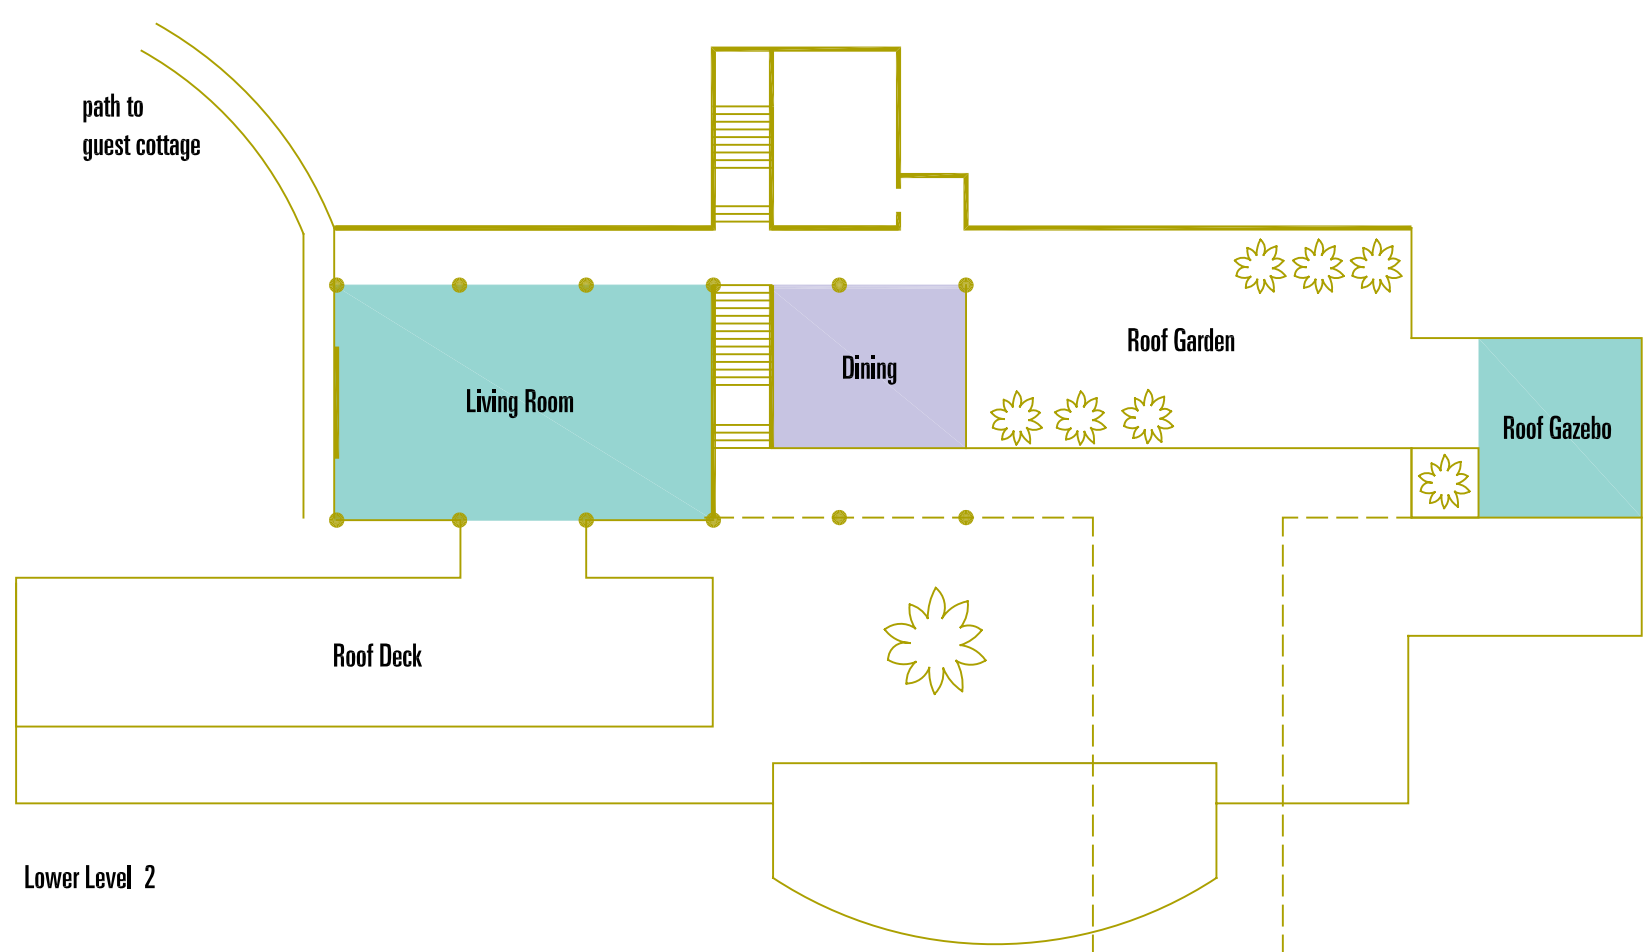 path to
guest cottage
Roof Garden
Dining
Living Room
Roof Gazebo
Roof Deck
Lower Level 2